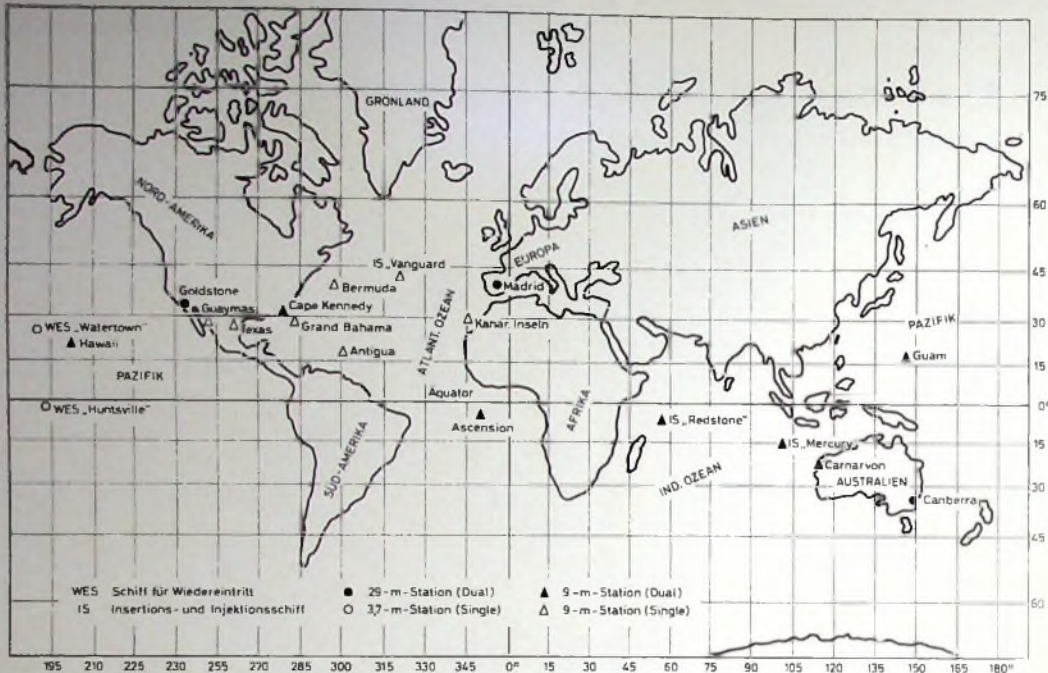 GRÖNLAND
75
NORD-AMERIKA
60
ASIEN
EUROPA
IS „Vanguard"
45
Bermuda
Madrid
Goldstone
Guaymas
Cape Kennedy
ATLANT. OZEAN
PAZIFIK
WES „Watertown"
Texas
Grand Bahama
Kanar. Inseln
30
Hawaii
Antigua
Guam
PAZIFIK
15
Äquator
AFRIKA
WES „Huntsville"
Ascension
IS „Redstone"
0°
IS „Mercury"
15
SÜD-AMERIKA
IND. OZEAN
Carnarvon
AUSTRALIEN
30
Canberra
45
WES Schiff für Wiedereintritt
29-m-Station (Dual)
9-m-Station (Dual)
IS Insertions- und Injektionsschiff
3,7-m-Station (Single)
9-m-Station (Single)
60
195 210 225 240 255 270 285 300 315 330 345 0° 15 30 45 60 75 90 105 120 135 150 165 180°